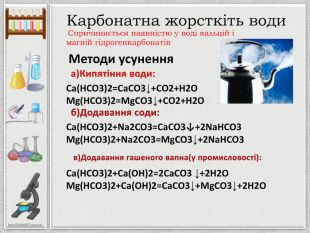 Карбонатна жорсткіть води
Спричиняється наявністю у воді кальцій і
магній гідрогенкарбонатів
Методи усунення
а)Кипятіння води:
Ca(HCO3)2=CaCO3↓+CO2+H2O
Mg(HCO3)2=MgCO3↓+CO2+H2O
б)Додавання соди:
Ca(HCO3)2+Na2CO3=CaCO3↓+2NaHCO3
Mg(HCO3)2+Na2CO3=MgCO3↓+2NaHCO3
в)Додавання гашеного вапна(у промисловості):
Ca(HCO3)2+Ca(OH)2=2CaCO3 ↓+2H2O
Mg(HCO3)2+Ca(OH)2=CaCO3↓+MgCO3↓+2H2O